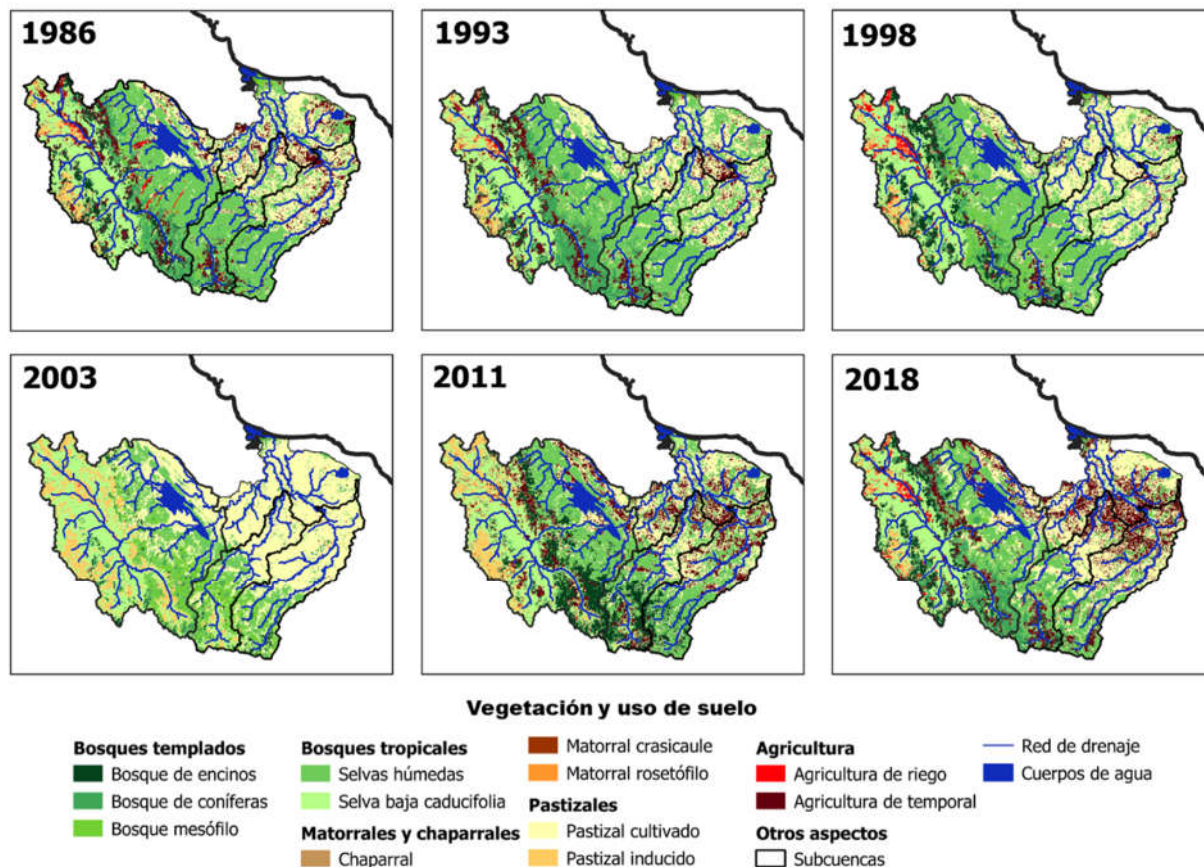 1986
1993
1998
2003
2011
2018
Vegetación y uso de suelo
Bosques templados
Bosque de encinos
Bosque de coníferas
Bosque mesófilo
Bosques tropicales
Selvas húmedas
Selva baja caducifolia
Matorrales y chaparrales
Chaparral
Matorral crasicaule
Matorral rosetófilo
Pastizales
Pastizal cultivado
Pastizal inducido
Agricultura
Agricultura de riego
Agricultura de temporal
Otros aspectos
Subcuencas
Red de drenaje
Cuerpos de agua